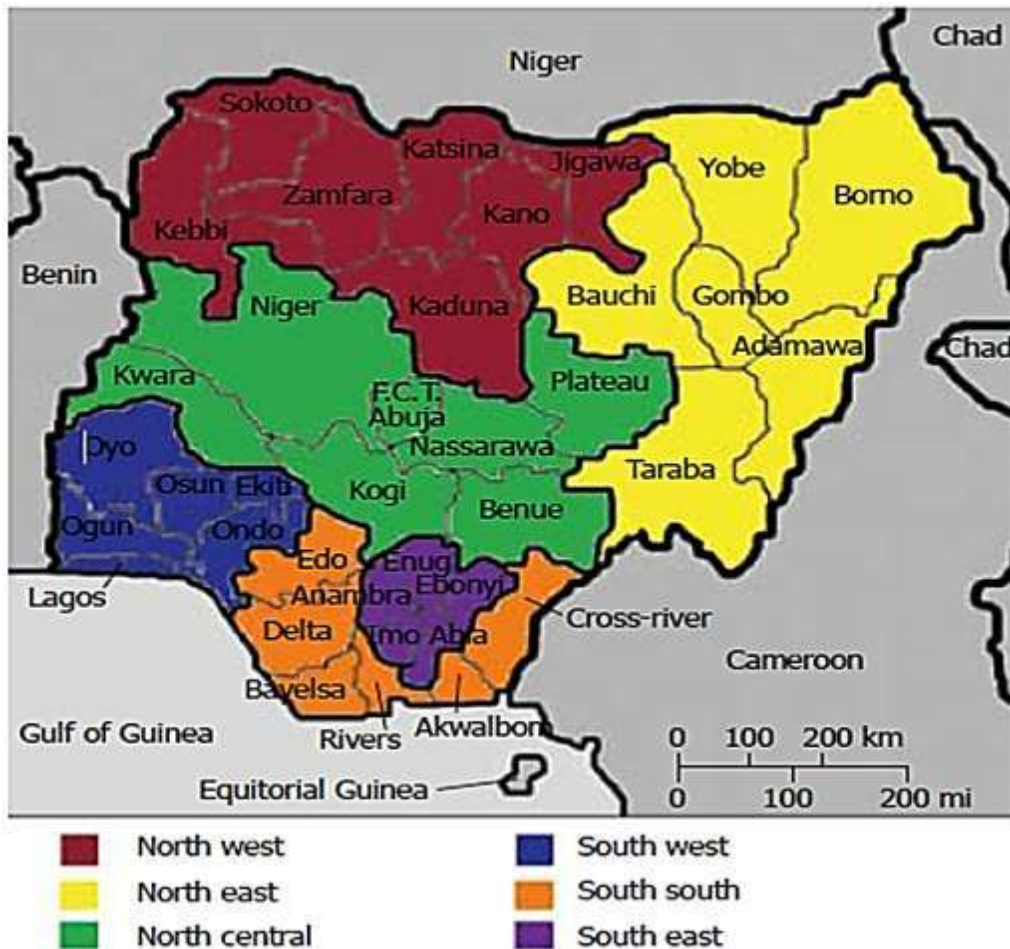 Chad
Niger
Sokoto
Katsina
Jigawa
Yobe
Zamfara
Kano
Borno
Kebbi
Benin
Bauchi
Gombo
Niger
Kaduna
Adamawa
Chad
Kwara
Plateau
F.C.T.
Abuja
Nassarawa
Oyo
Taraba
Osun
Ekiti
Kogi
Benue
Ogun
Ondo
Edo
Enug
Ebonyi
Lagos
Anambra
Cross-river
Delta
Imo
Abia
Cameroon
Bayelsa
Gulf of Guinea
Rivers
Akwalbom
0 100 200 km
Equitorial Guinea
0 100 200 mi
North west
South west
North east
South south
North central
South east